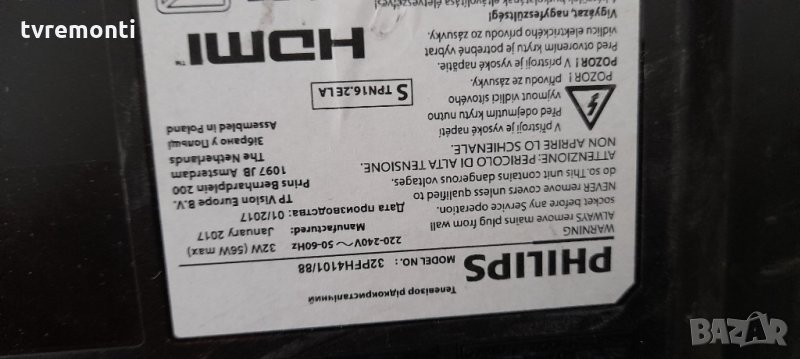 tvremonti
Телевізор рідкокристалічний
PHILIPS
MODEL NO.: : 32PFH4101/88
220-240V ~ 50-60Hz 32W (56W max)
Manufactured: January 2017
Дата производства: 01/2017
TP Vision Europe B.V.
Prins Bernhardplein 200
1097 JB Amsterdam
The Netherlands
Зібрано у Польщі
Assembled in Poland
WARNING
ALWAYS remove mains plug from wall
socket before any Service operation.
NEVER remove covers unless qualified to
do. so. this unit contains dangerous voltages.
ATTENZIONE: PERICOLO DI ALTA TENSIONE.
NON APRIRE LO SCHIENALE.
V přístroji je vysoké napětí
Před odejmutím krytu nutno
vyjmout vidlici síťového
přívodu ze zásuvky.
POZOR!
POZOR! V prístroji je vysoké napätie.
Pred otvorením krytu je potrebné vybrat
vidlicu elektrického prívodu zo zásuvky.
Vigyázat, nagyfeszültség!
S TPN16.2E LA
HDMI™
BAZAR